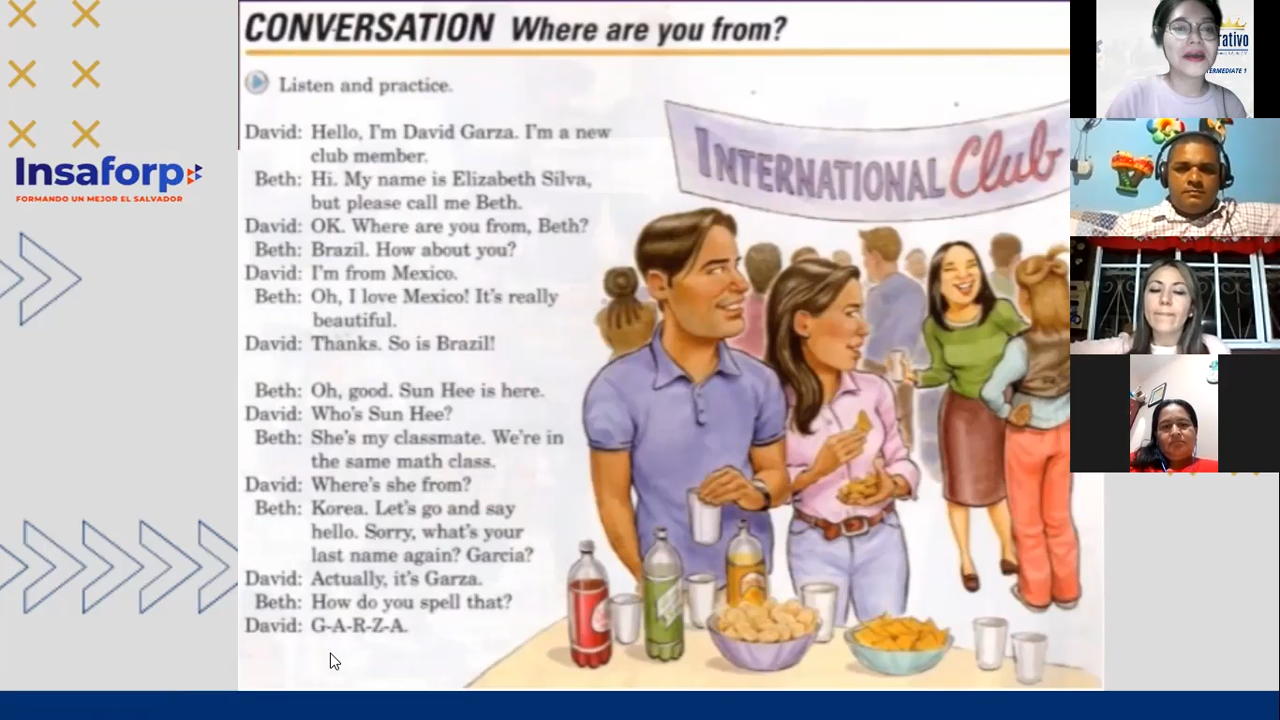 CONVERSATION Where are you from?
Listen and practice.
David: Hello, I'm David Garza. I'm a new
club member.
Beth: Hi. My name is Elizabeth Silva,
but please call me Beth.
David: OK. Where are you from, Beth?
Beth: Brazil. How about you?
David: I'm from Mexico.
Beth: Oh, I love Mexico! It's really
beautiful.
David: Thanks. So is Brazil!
Beth: Oh, good. Sun Hee is here.
David: Who's Sun Hee?
Beth: She's my classmate. We're in
the same math class.
David: Where's she from?
Beth: Korea. Let's go and say
hello. Sorry, what's your
last name again? Garcia?
David: Actually, it's Garza.
Beth: How do you spell that?
David: G-A-R-Z-A.
INTERNATIONAL Club
Insaforp
FORMANDO UN MEJOR EL SALVADOR
rativo
TERMEDIATE 1